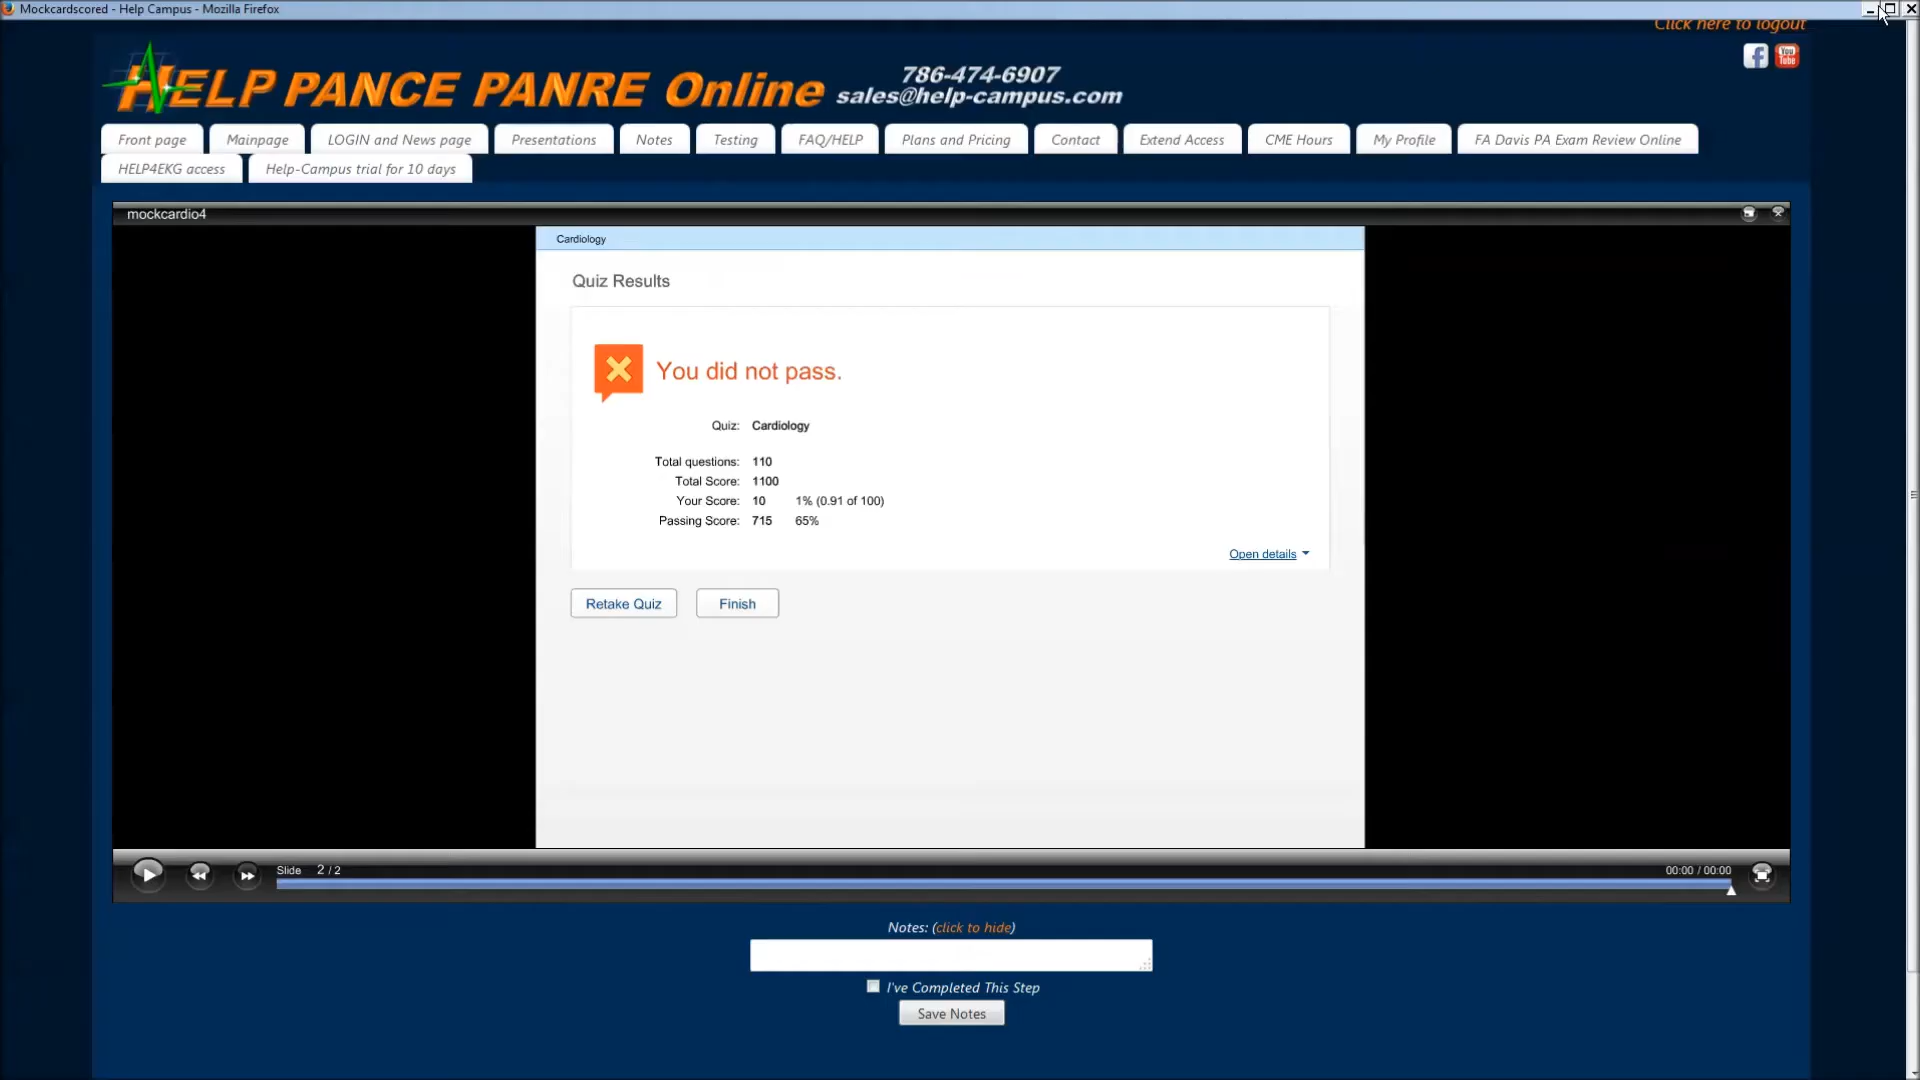 Mockcardscored - Help Campus - Mozilla Firefox
Click here to logout
HELP PANCE PANRE Online
786-474-6907
sales@help-campus.com
You Tube
Front page Mainpage LOGIN and News page Presentations Notes Testing FAQ/HELP Plans and Pricing Contact Extend Access CME Hours My Profile FA Davis PA Exam Review Online
HELP4EKG access Help-Campus trial for 10 days
mockcardio4
Cardiology
Quiz Results
You did not pass.
Quiz: Cardiology
Total questions: 110
Total Score: 1100
Your Score: 10 1% (0.91 of 100)
Passing Score: 715 65%
Open details
Retake Quiz Finish
Slide 2 / 2 00:00 / 00:00
Notes: (click to hide)
I've Completed This Step
Save Notes